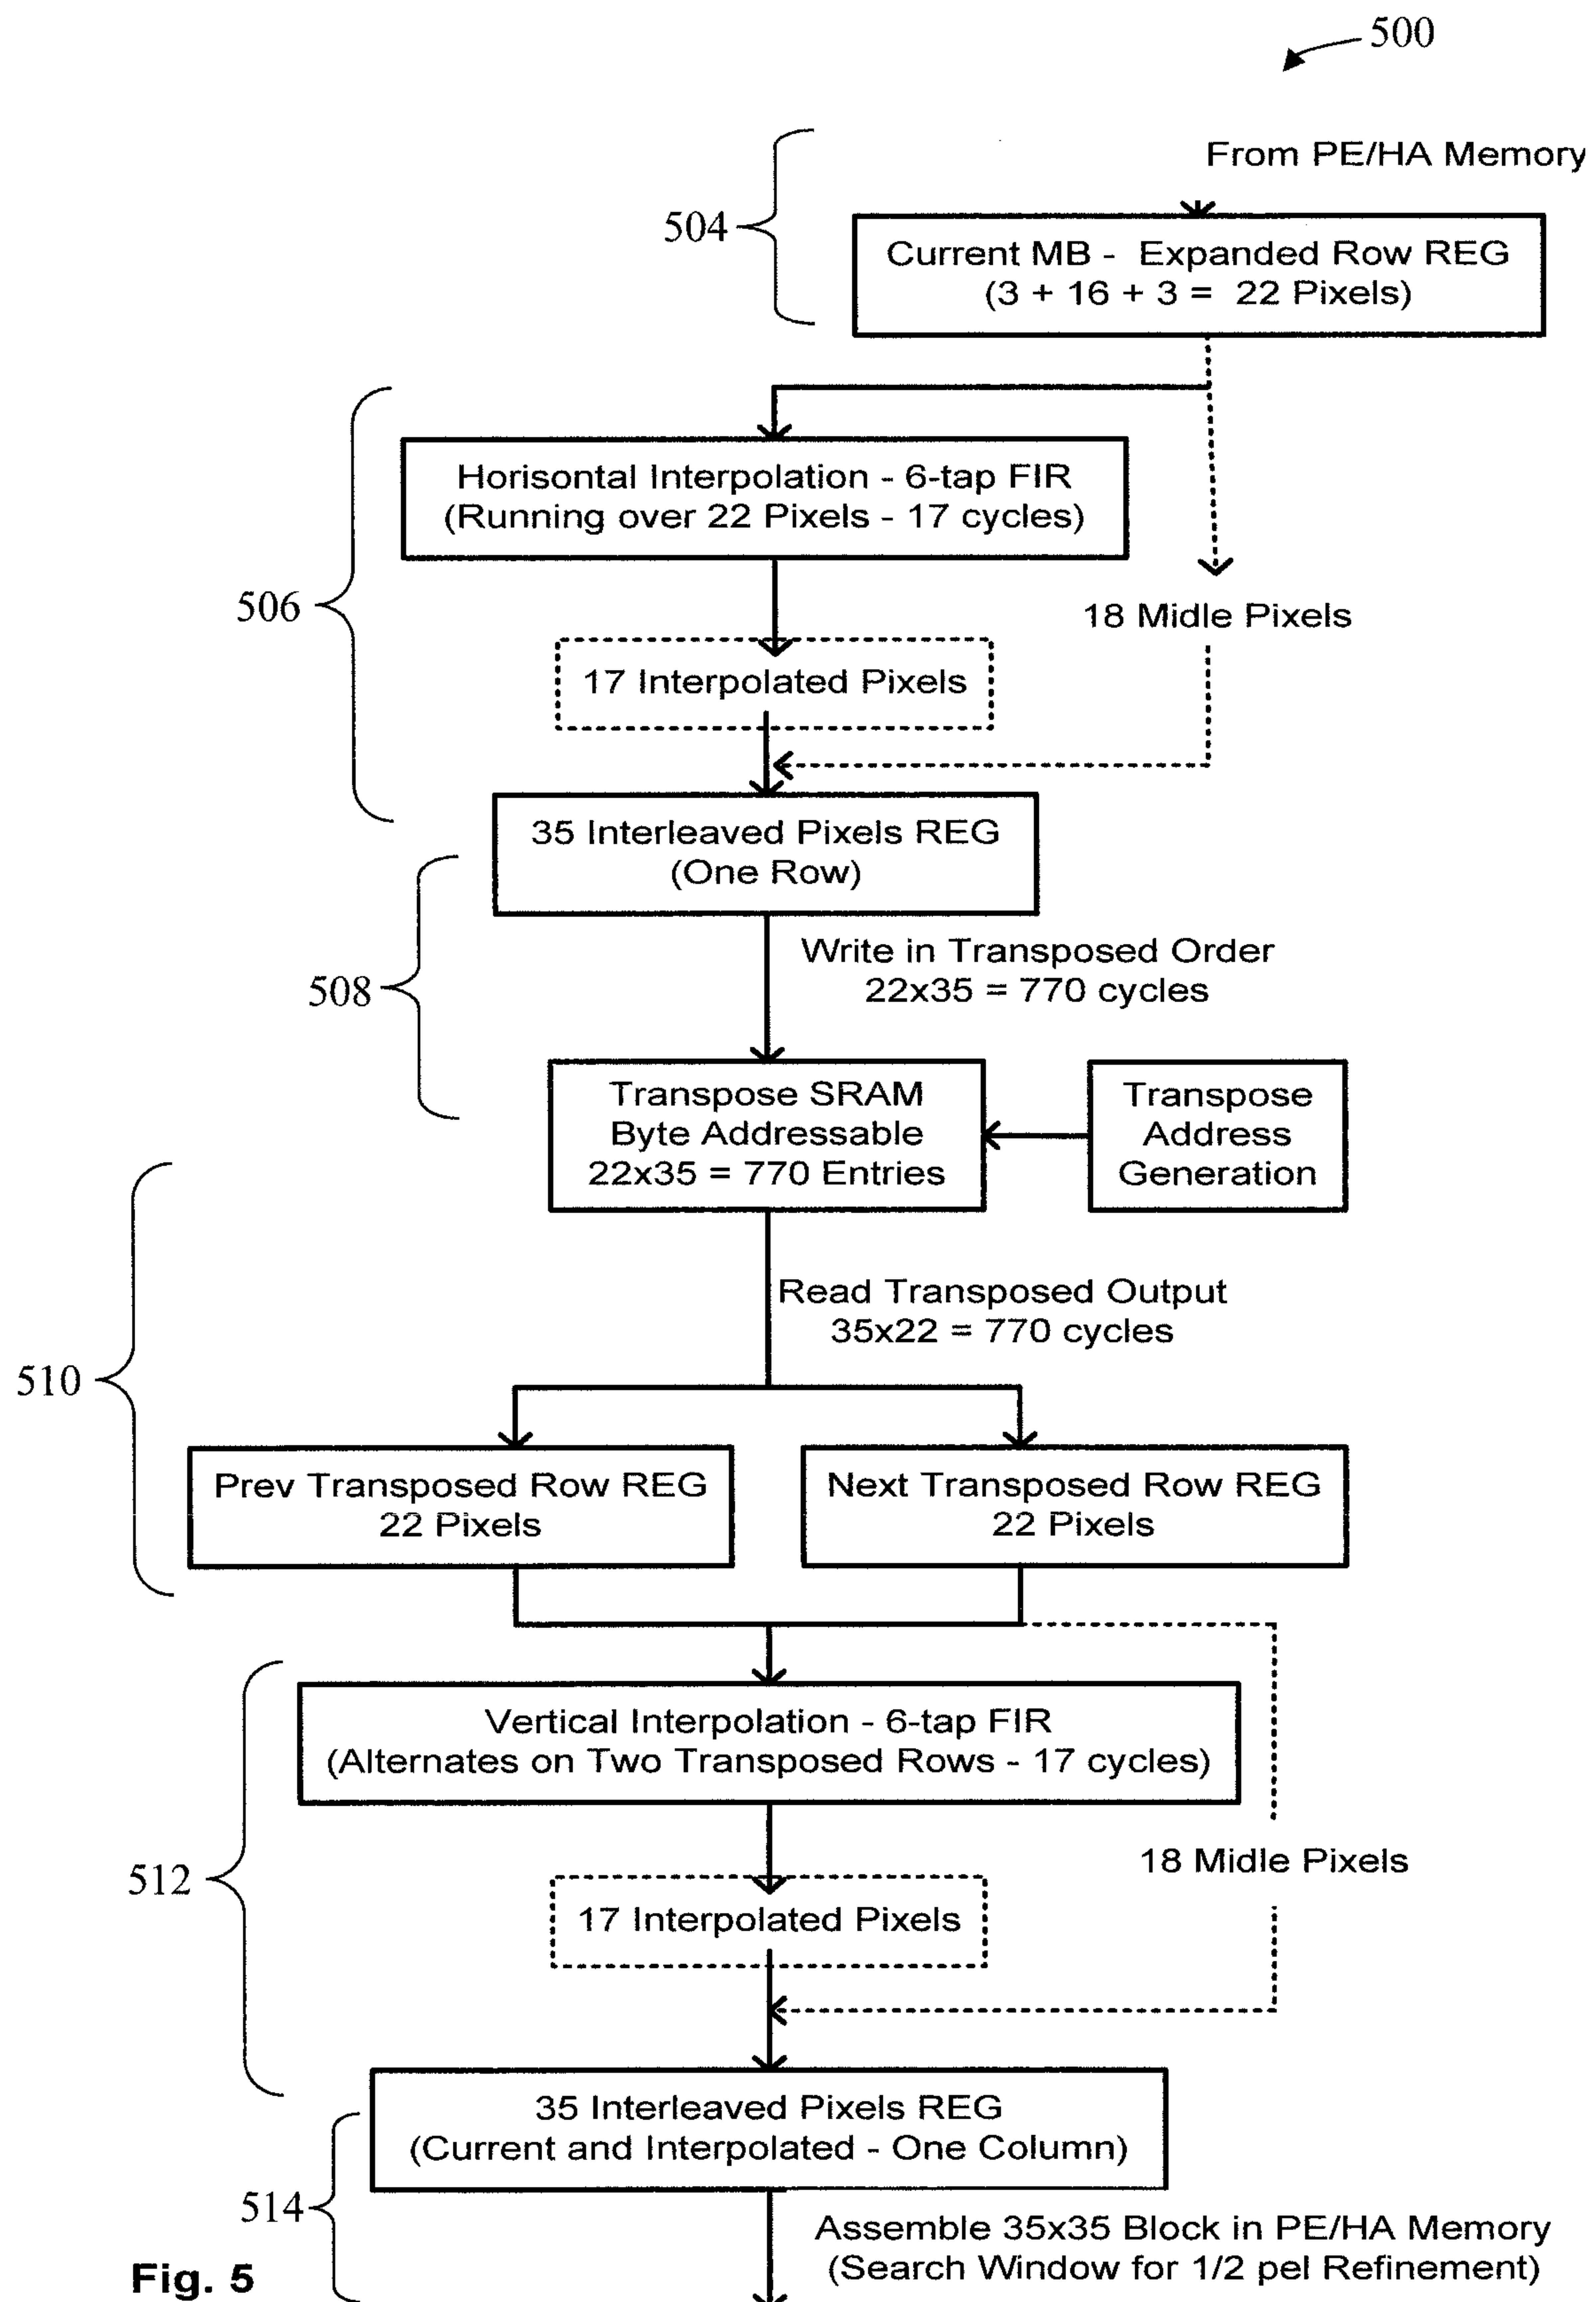 500
From PE/HA Memory
504
Current MB - Expanded Row REG
(3 + 16 + 3 = 22 Pixels)
Horisontal Interpolation - 6-tap FIR
(Running over 22 Pixels - 17 cycles)
506
18 Midle Pixels
17 Interpolated Pixels
35 Interleaved Pixels REG
(One Row)
Write in Transposed Order
22x35 = 770 cycles
508
Transpose SRAM
Byte Addressable
22x35 = 770 Entries
Transpose
Address
Generation
Read Transposed Output
35x22 = 770 cycles
510
Prev Transposed Row REG
22 Pixels
Next Transposed Row REG
22 Pixels
Vertical Interpolation - 6-tap FIR
(Alternates on Two Transposed Rows - 17 cycles)
512
18 Midle Pixels
17 Interpolated Pixels
35 Interleaved Pixels REG
(Current and Interpolated - One Column)
514
Assemble 35x35 Block in PE/HA Memory
(Search Window for 1/2 pel Refinement)
Fig. 5